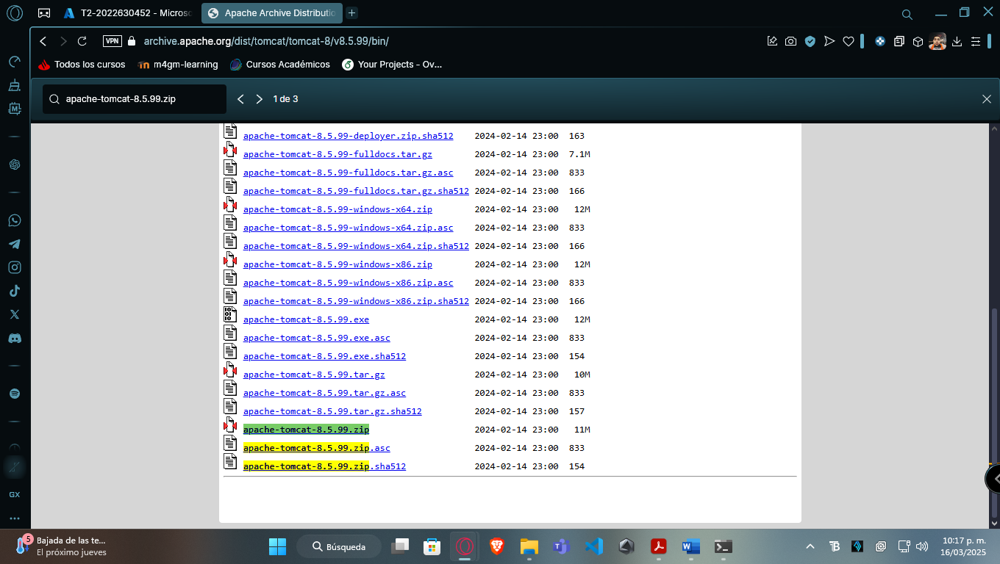 T2-2022630452 - Micros
Apache Archive Distributi
VPN
archive.apache.org/dist/tomcat/tomcat-8/v8.5.99/bin/
Todos los cursos
m4gm-learning
Cursos Académicos
Your Projects - Ov...
apache-tomcat-8.5.99.zip
1 de 3
apache-tomcat-8.5.99-deployer.zip.sha512 2024-02-14 23:00 163
apache-tomcat-8.5.99-fulldocs.tar.gz 2024-02-14 23:00 7.1M
apache-tomcat-8.5.99-fulldocs.tar.gz.asc 2024-02-14 23:00 833
apache-tomcat-8.5.99-fulldocs.tar.gz.sha512 2024-02-14 23:00 166
apache-tomcat-8.5.99-windows-x64.zip 2024-02-14 23:00 12M
apache-tomcat-8.5.99-windows-x64.zip.asc 2024-02-14 23:00 833
apache-tomcat-8.5.99-windows-x64.zip.sha512 2024-02-14 23:00 166
apache-tomcat-8.5.99-windows-x86.zip 2024-02-14 23:00 12M
apache-tomcat-8.5.99-windows-x86.zip.asc 2024-02-14 23:00 833
apache-tomcat-8.5.99-windows-x86.zip.sha512 2024-02-14 23:00 166
apache-tomcat-8.5.99.exe 2024-02-14 23:00 12M
apache-tomcat-8.5.99.exe.asc 2024-02-14 23:00 833
apache-tomcat-8.5.99.exe.sha512 2024-02-14 23:00 154
apache-tomcat-8.5.99.tar.gz 2024-02-14 23:00 10M
apache-tomcat-8.5.99.tar.gz.asc 2024-02-14 23:00 833
apache-tomcat-8.5.99.tar.gz.sha512 2024-02-14 23:00 157
apache-tomcat-8.5.99.zip 2024-02-14 23:00 11M
apache-tomcat-8.5.99.zip.asc 2024-02-14 23:00 833
apache-tomcat-8.5.99.zip.sha512 2024-02-14 23:00 154
GX
5
Bajada de las te...
El próximo jueves
Búsqueda
10:17 p. m.
16/03/2025